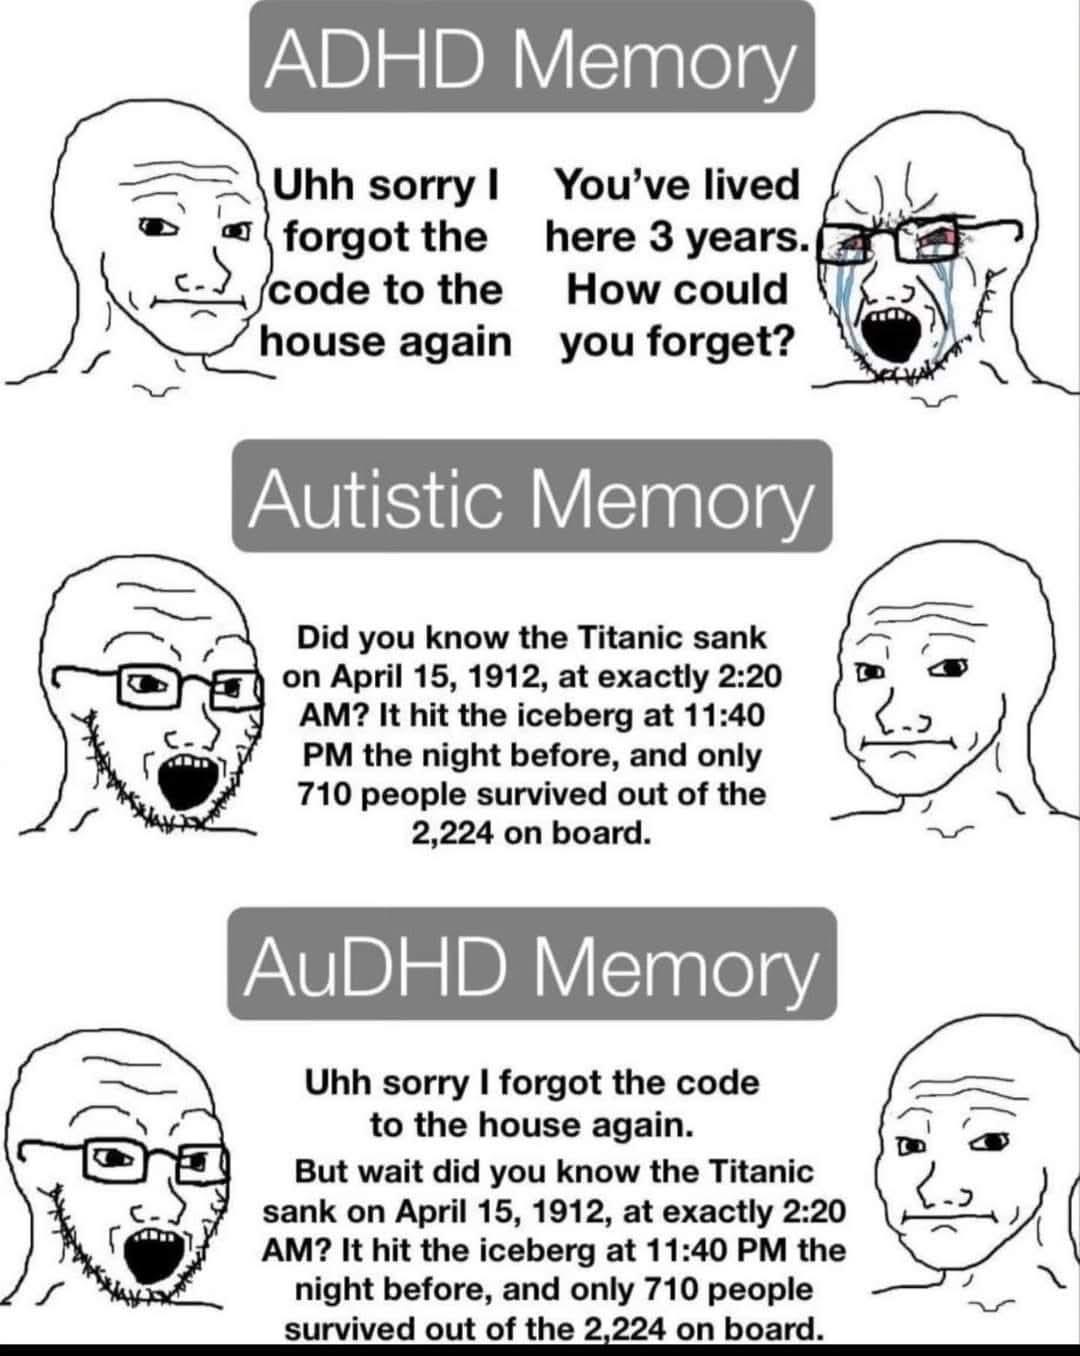 ADHD Memory
Uhh sorry I
forgot the
code to the
house again
You've lived
here 3 years.
How could
you forget?
Autistic Memory
Did you know the Titanic sank
on April 15, 1912, at exactly 2:20
AM? It hit the iceberg at 11:40
PM the night before, and only
710 people survived out of the
2,224 on board.
AuDHD Memory
Uhh sorry I forgot the code
to the house again.
But wait did you know the Titanic
sank on April 15, 1912, at exactly 2:20
AM? It hit the iceberg at 11:40 PM the
night before, and only 710 people
survived out of the 2,224 on board.